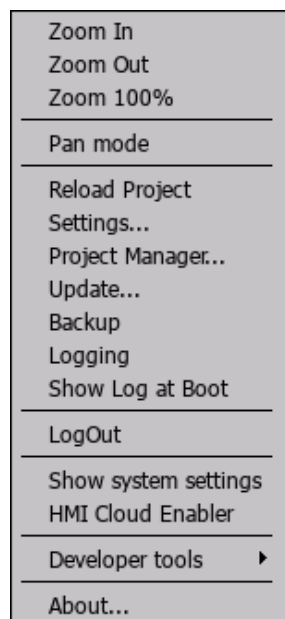 Zoom In
Zoom Out
Zoom 100%
Pan mode
Reload Project
Settings...
Project Manager...
Update...
Backup
Logging
Show Log at Boot
LogOut
Show system settings
HMI Cloud Enabler
Developer tools
About...